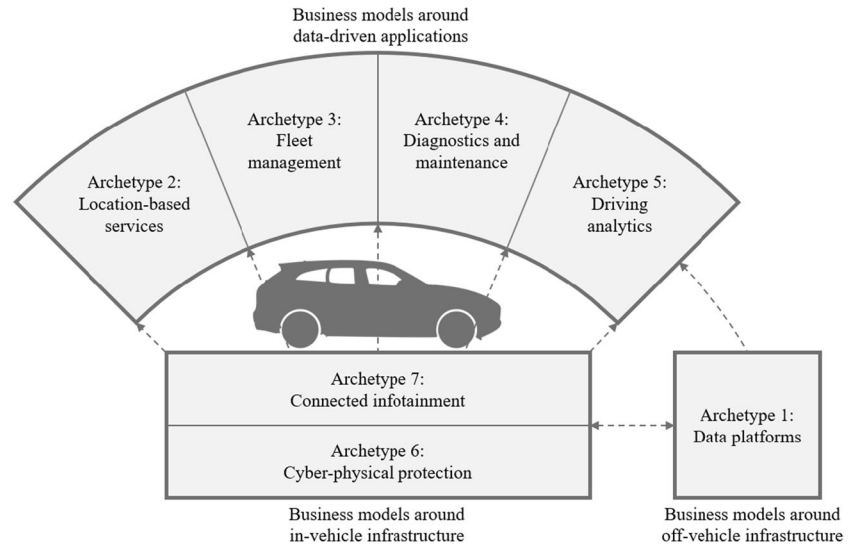 Business models around
data-driven applications
Archetype 2:
Location-based
services
Archetype 3:
Fleet
management
Archetype 4:
Diagnostics and
maintenance
Archetype 5:
Driving
analytics
Archetype 7:
Connected infotainment
Archetype 6:
Cyber-physical protection
Archetype 1:
Data platforms
Business models around
in-vehicle infrastructure
Business models around
off-vehicle infrastructure